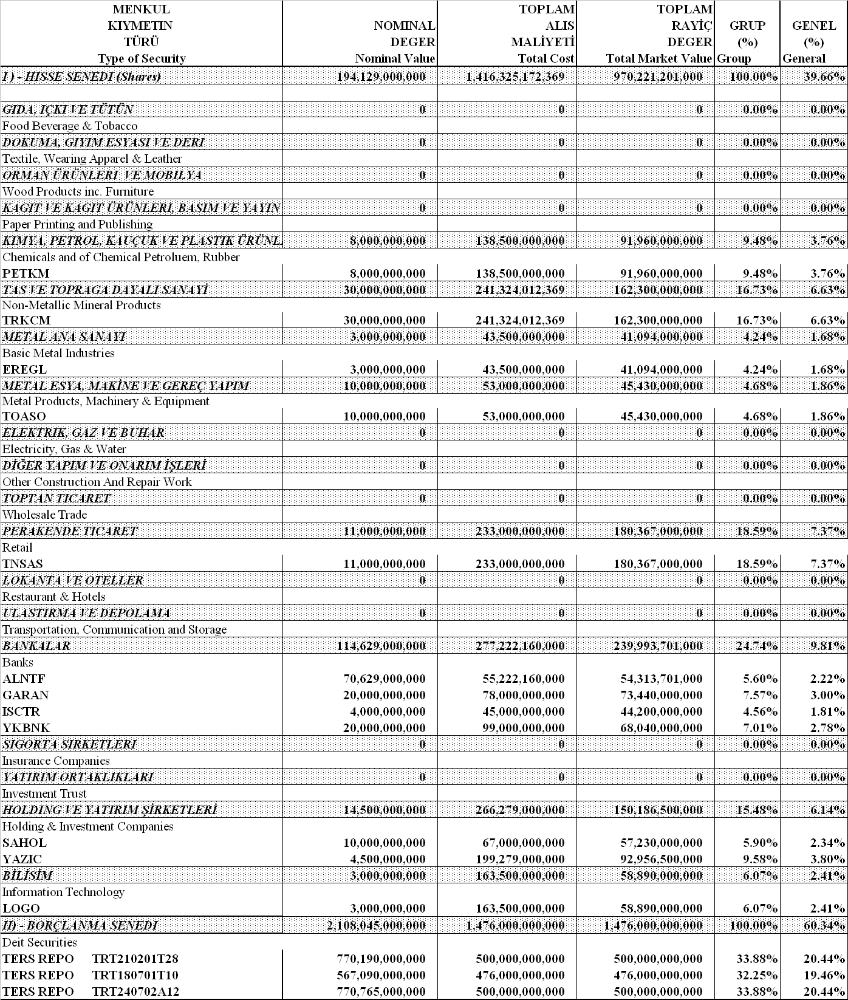 MENKUL KIYMETIN TÜRÜ Type of Security | NOMINAL DEGER Nominal Value | TOPLAM ALIS MALİYETİ Total Cost | TOPLAM RAYİÇ DEGER Total Market Value | GRUP (%) Group | GENEL (%) General
I ) - HISSE SENEDI (Shares) 194,129,000,000 1,416,325,172,369 970,221,201,000 100.00% 39.66%
GIDA, IÇKI VE TÜTÜN 0 0 0 0.00% 0.00%
Food Beverage & Tobacco
DOKUMA, GIYIM ESYASI VE DERI 0 0 0 0.00% 0.00%
Textile, Wearing Apparel & Leather
ORMAN ÜRÜNLERI VE MOBILYA 0 0 0 0.00% 0.00%
Wood Products inc. Furniture
KAGIT VE KAGIT ÜRÜNLERI, BASIM VE YAYIN 0 0 0 0.00% 0.00%
Paper Printing and Publishing
KIMYA, PETROL, KAUÇUK VE PLASTIK ÜRÜNL 8,000,000,000 138,500,000,000 91,960,000,000 9.48% 3.76%
Chemicals and of Chemical Petroluem, Rubber
PETKM 8,000,000,000 138,500,000,000 91,960,000,000 9.48% 3.76%
TAS VE TOPRAGA DAYALI SANAYİ 30,000,000,000 241,324,012,369 162,300,000,000 16.73% 6.63%
Non-Metallic Mineral Products
TRKCM 30,000,000,000 241,324,012,369 162,300,000,000 16.73% 6.63%
METAL ANA SANAYI 3,000,000,000 43,500,000,000 41,094,000,000 4.24% 1.68%
Basic Metal Industries
EREGL 3,000,000,000 43,500,000,000 41,094,000,000 4.24% 1.68%
METAL ESYA, MAKİNE VE GEREÇ YAPIM 10,000,000,000 53,000,000,000 45,430,000,000 4.68% 1.86%
Metal Products, Machinery & Equipment
TOASO 10,000,000,000 53,000,000,000 45,430,000,000 4.68% 1.86%
ELEKTRIK, GAZ VE BUHAR 0 0 0 0.00% 0.00%
Electricity, Gas & Water
DİĞER YAPIM VE ONARIM İŞLERİ 0 0 0 0.00% 0.00%
Other Construction And Repair Work
TOPTAN TICARET 0 0 0 0.00% 0.00%
Wholesale Trade
PERAKENDE TICARET 11,000,000,000 233,000,000,000 180,367,000,000 18.59% 7.37%
Retail
TNSAS 11,000,000,000 233,000,000,000 180,367,000,000 18.59% 7.37%
LOKANTA VE OTELLER 0 0 0 0.00% 0.00%
Restaurant & Hotels
ULASTIRMA VE DEPOLAMA 0 0 0 0.00% 0.00%
Transportation, Communication and Storage
BANKALAR 114,629,000,000 277,222,160,000 239,993,701,000 24.74% 9.81%
Banks
ALNTF 70,629,000,000 55,222,160,000 54,313,701,000 5.60% 2.22%
GARAN 20,000,000,000 78,000,000,000 73,440,000,000 7.57% 3.00%
ISCTR 4,000,000,000 45,000,000,000 44,200,000,000 4.56% 1.81%
YKBNK 20,000,000,000 99,000,000,000 68,040,000,000 7.01% 2.78%
SIGORTA SIRKETLERI 0 0 0 0.00% 0.00%
Insurance Companies
YATIRIM ORTAKLIKLARI 0 0 0 0.00% 0.00%
Investment Trust
HOLDING VE YATIRIM ŞİRKETLERİ 14,500,000,000 266,279,000,000 150,186,500,000 15.48% 6.14%
Holding & Investment Companies
SAHOL 10,000,000,000 67,000,000,000 57,230,000,000 5.90% 2.34%
YAZIC 4,500,000,000 199,279,000,000 92,956,500,000 9.58% 3.80%
BİLİSİM 3,000,000,000 163,500,000,000 58,890,000,000 6.07% 2.41%
Information Technology
LOGO 3,000,000,000 163,500,000,000 58,890,000,000 6.07% 2.41%
II) - BORÇLANMA SENEDI 2,108,045,000,000 1,476,000,000,000 1,476,000,000,000 100.00% 60.34%
Deit Securities
TERS REPO TRT210201T28 770,190,000,000 500,000,000,000 500,000,000,000 33.88% 20.44%
TERS REPO TRT180701T10 567,090,000,000 476,000,000,000 476,000,000,000 32.25% 19.46%
TERS REPO TRT240702A12 770,765,000,000 500,000,000,000 500,000,000,000 33.88% 20.44%